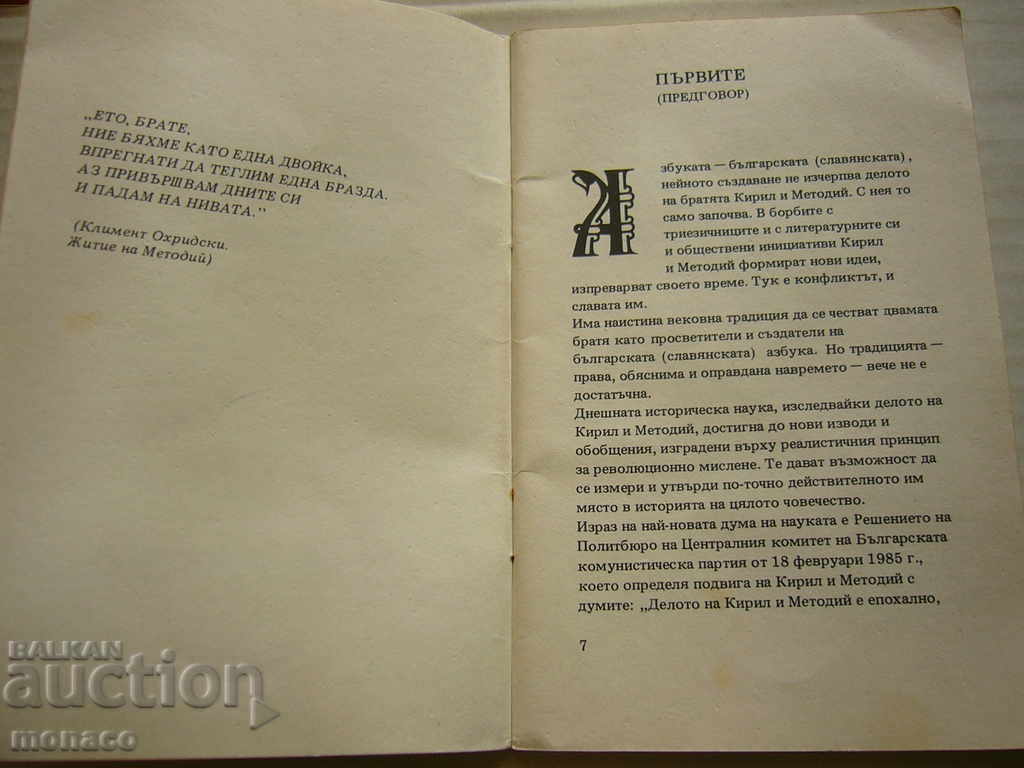 „ЕТО, БРАТЕ,
НИЕ БЯХМЕ КАТО ЕДНА ДВОЙКА,
ВПРЕГНАТИ ДА ТЕГЛИМ ЕДНА БРАЗДА.
АЗ ПРИВЪРШВАМ ДНИТЕ СИ
И ПАДАМ НА НИВАТА."
(Климент Охридски.
Житие на Методий)
ПЪРВИТЕ
(ПРЕДГОВОР)
Азбуката — българската (славянската),
нейното създаване не изчерпва делото
на братята Кирил и Методий. С нея то
само започва. В борбите с
триезичниците и с литературните си
и обществени инициативи Кирил
и Методий формират нови идеи,
изпреварват своето време. Тук е конфликтът, и
славата им.
Има наистина вековна традиция да се честват двамата
братя като просветители и създатели на
българската (славянската) азбука. Но традицията —
права, обяснима и оправдана навремето — вече не е
достатъчна.
Днешната историческа наука, изследвайки делото на
Кирил и Методий, достигна до нови изводи и
обобщения, изградени върху реалистичния принцип
за революционно мислене. Те дават възможност да
се измери и утвърди по-точно действителното им
място в историята на цялото човечество.
Израз на най-новата дума на науката е Решението на
Политбюро на Централния комитет на Българската
комунистическа партия от 18 февруари 1985 г.,
което определя подвига на Кирил и Методий с
думите: „Делото на Кирил и Методий е епохално,
7
BALKAN
auction
monaco